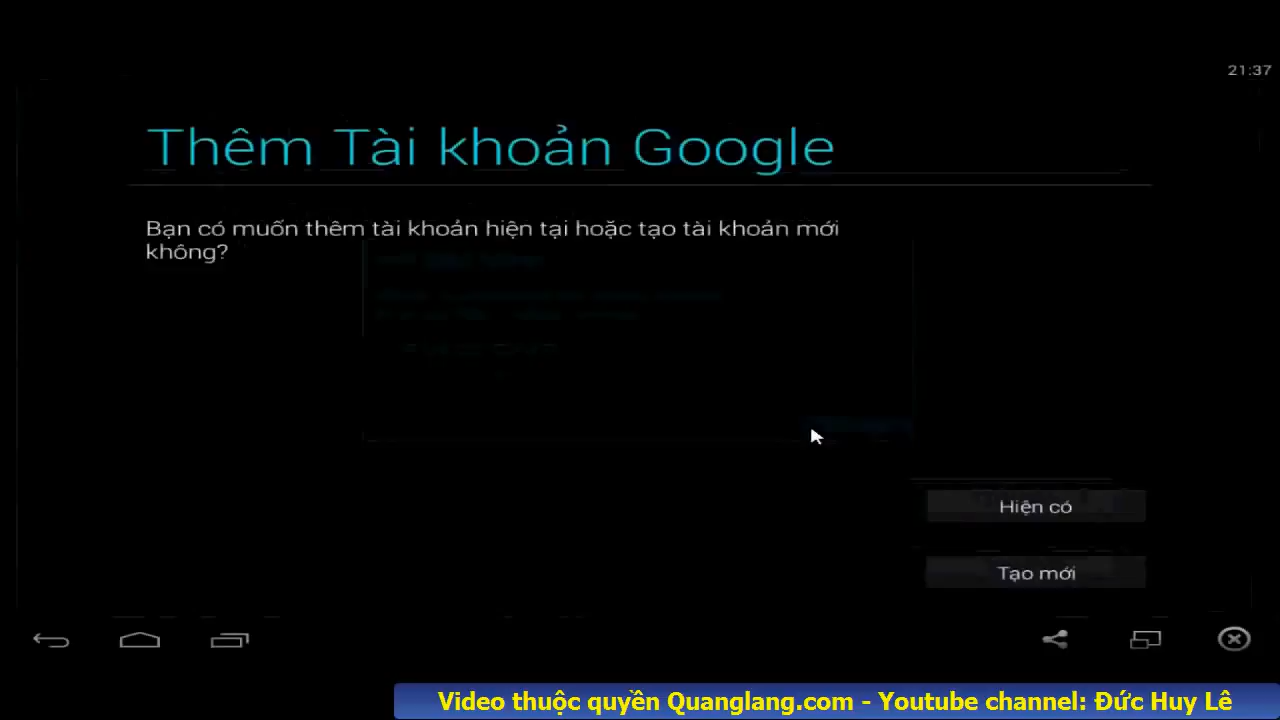 21:37
Thêm Tài khoản Google
Bạn có muốn thêm tài khoản hiện tại hoặc tạo tài khoản mới
không?
Hiện có
Tạo mới
Video thuộc quyền Quanglang.com - Youtube channel: Đức Huy Lê